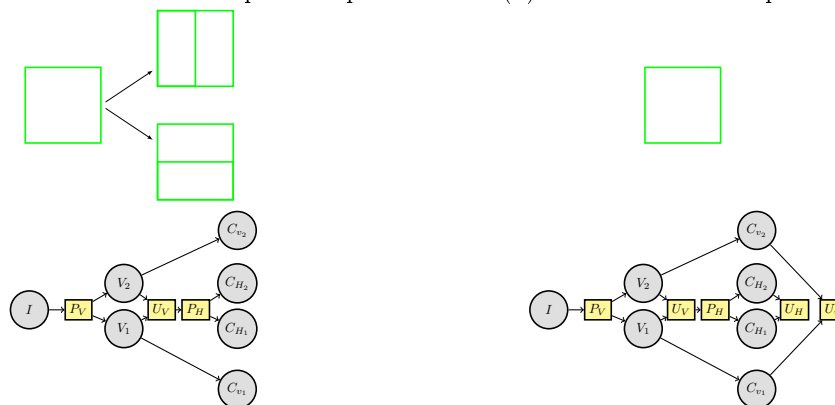 C_{v_2} C_{v_2}
V_2 C_{H_2} V_2 C_{H_2}
I P_V U_V P_H I P_V U_V P_H U_H
V_1 C_{H_1} V_1 C_{H_1}
C_{v_1} C_{v_1}